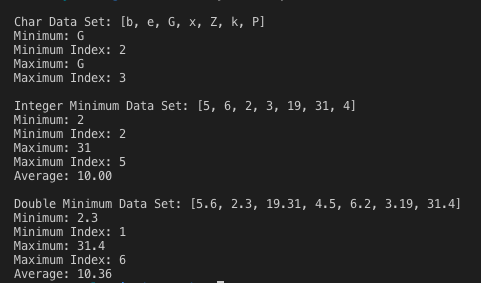 Char Data Set: [b, e, G, x, Z, k, P]
Minimum: G
Minimum Index: 2
Maximum: G
Maximum Index: 3
Integer Minimum Data Set: [5, 6, 2, 3, 19, 31, 4]
Minimum: 2
Minimum Index: 2
Maximum: 31
Maximum Index: 5
Average: 10.00
Double Minimum Data Set: [5.6, 2.3, 19.31, 4.5, 6.2, 3.19, 31.4]
Minimum: 2.3
Minimum Index: 1
Maximum: 31.4
Maximum Index: 6
Average: 10.36